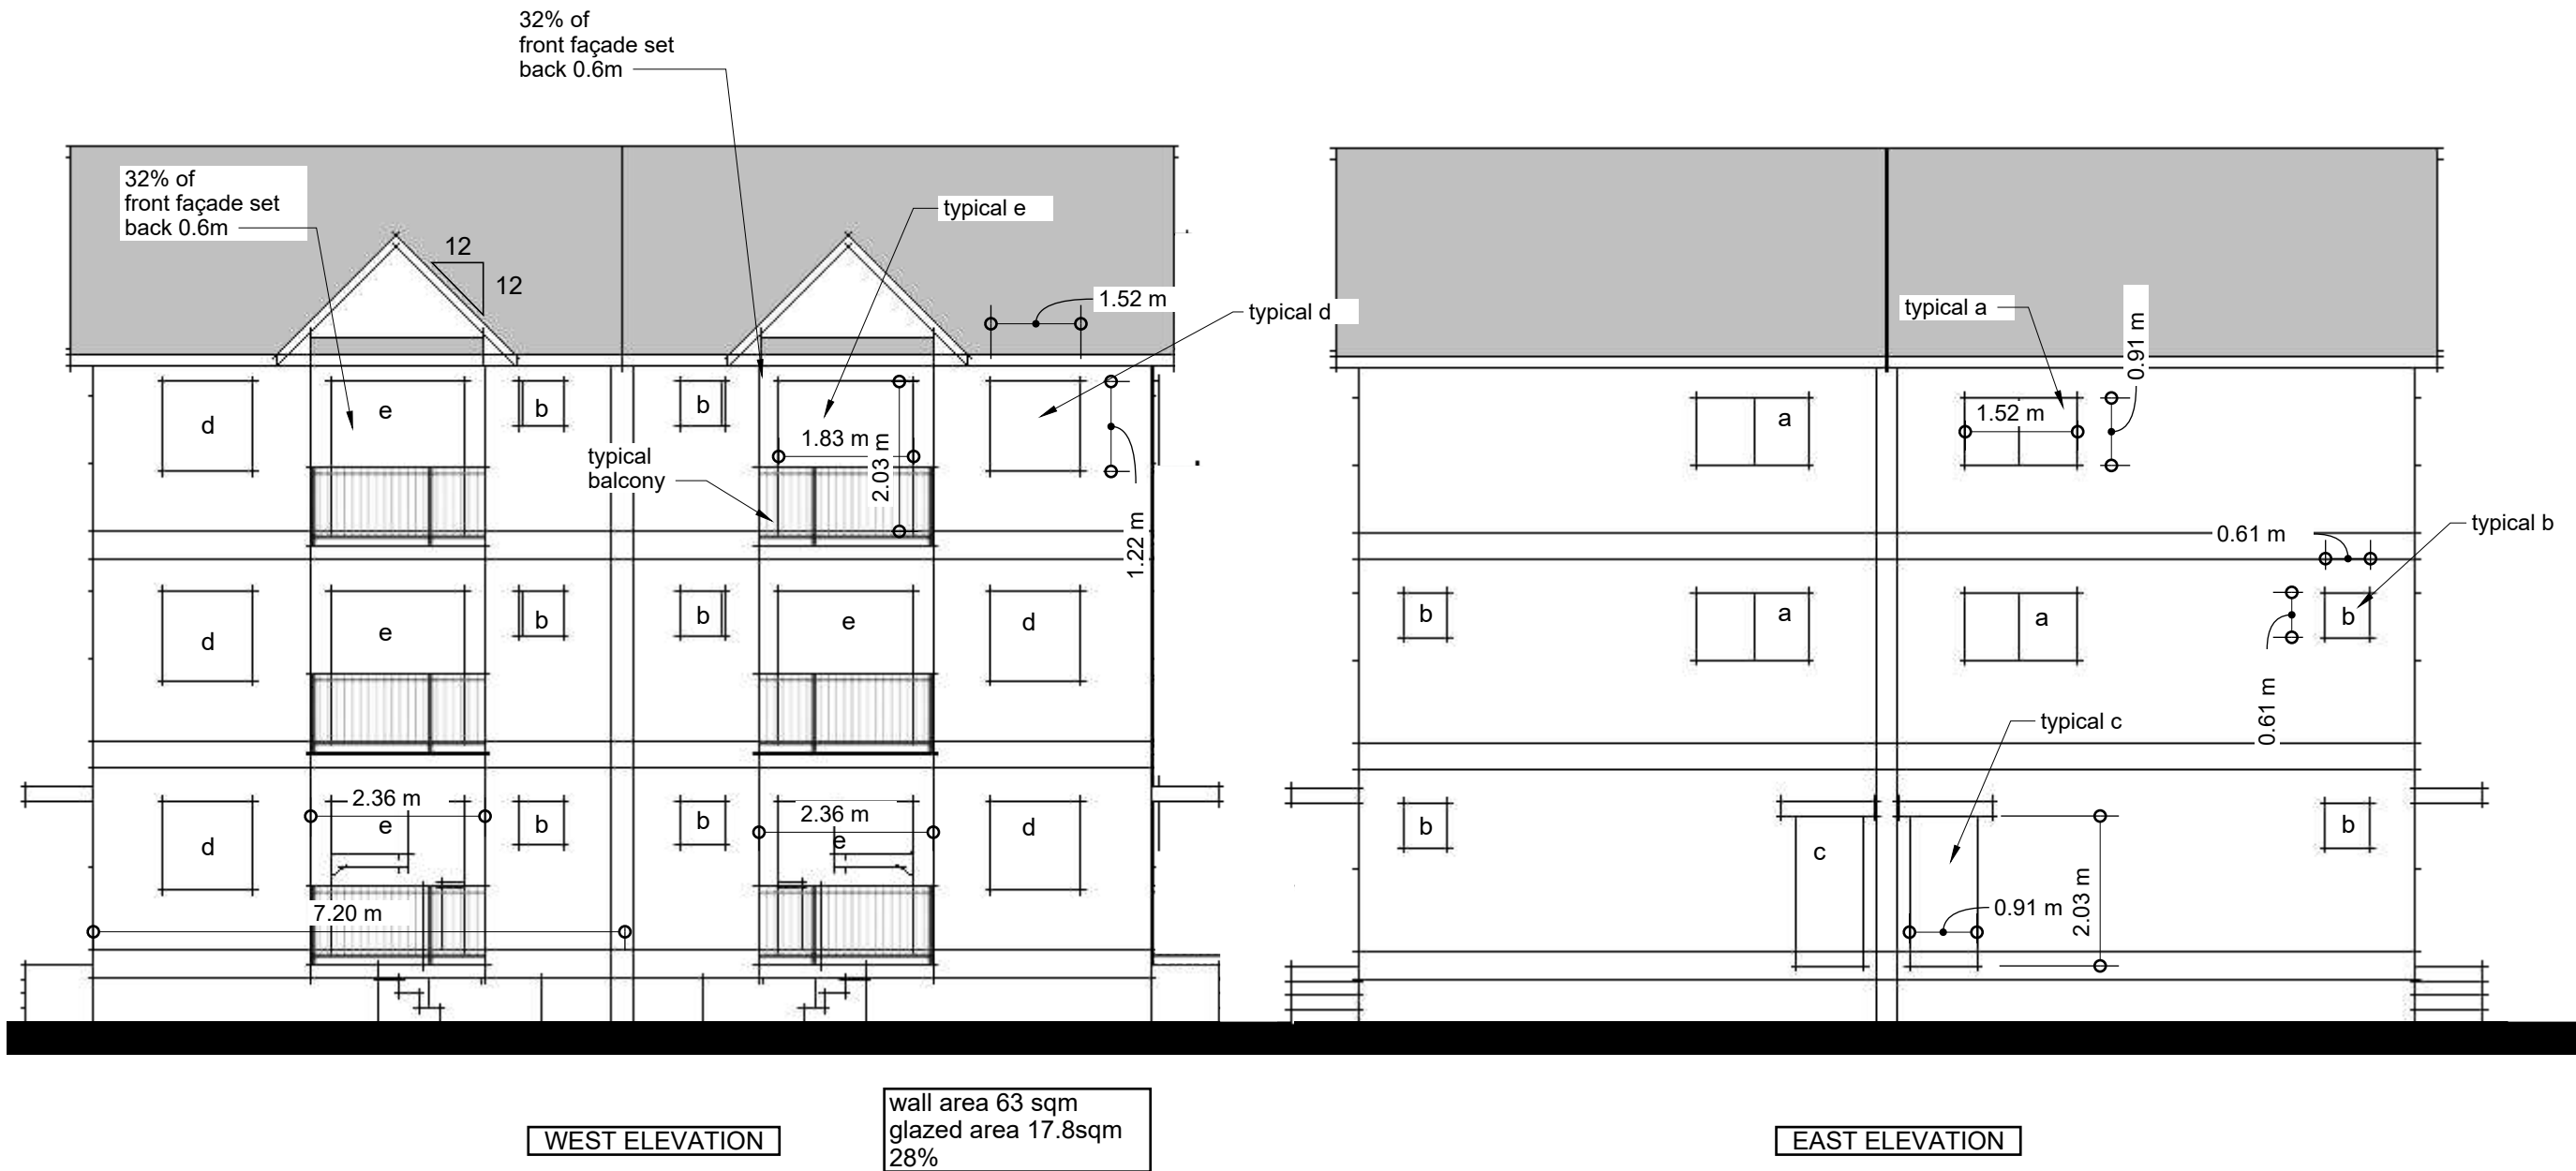 32% of
front façade set
back 0.6m
32% of
front façade set
back 0.6m
12
12
typical e
1.52 m
typical d
typical a
0.91 m
d
e
b
b
1.83 m
2.03 m
typical
balcony
1.22 m
a
1.52 m
0.61 m
typical b
d
e
b
b
e
d
b
a
a
b
0.61 m
typical c
2.36 m
d
e
b
b
2.36 m
e
d
b
c
b
7.20 m
0.91 m
2.03 m
wall area 63 sqm
glazed area 17.8sqm
28%
WEST ELEVATION
EAST ELEVATION